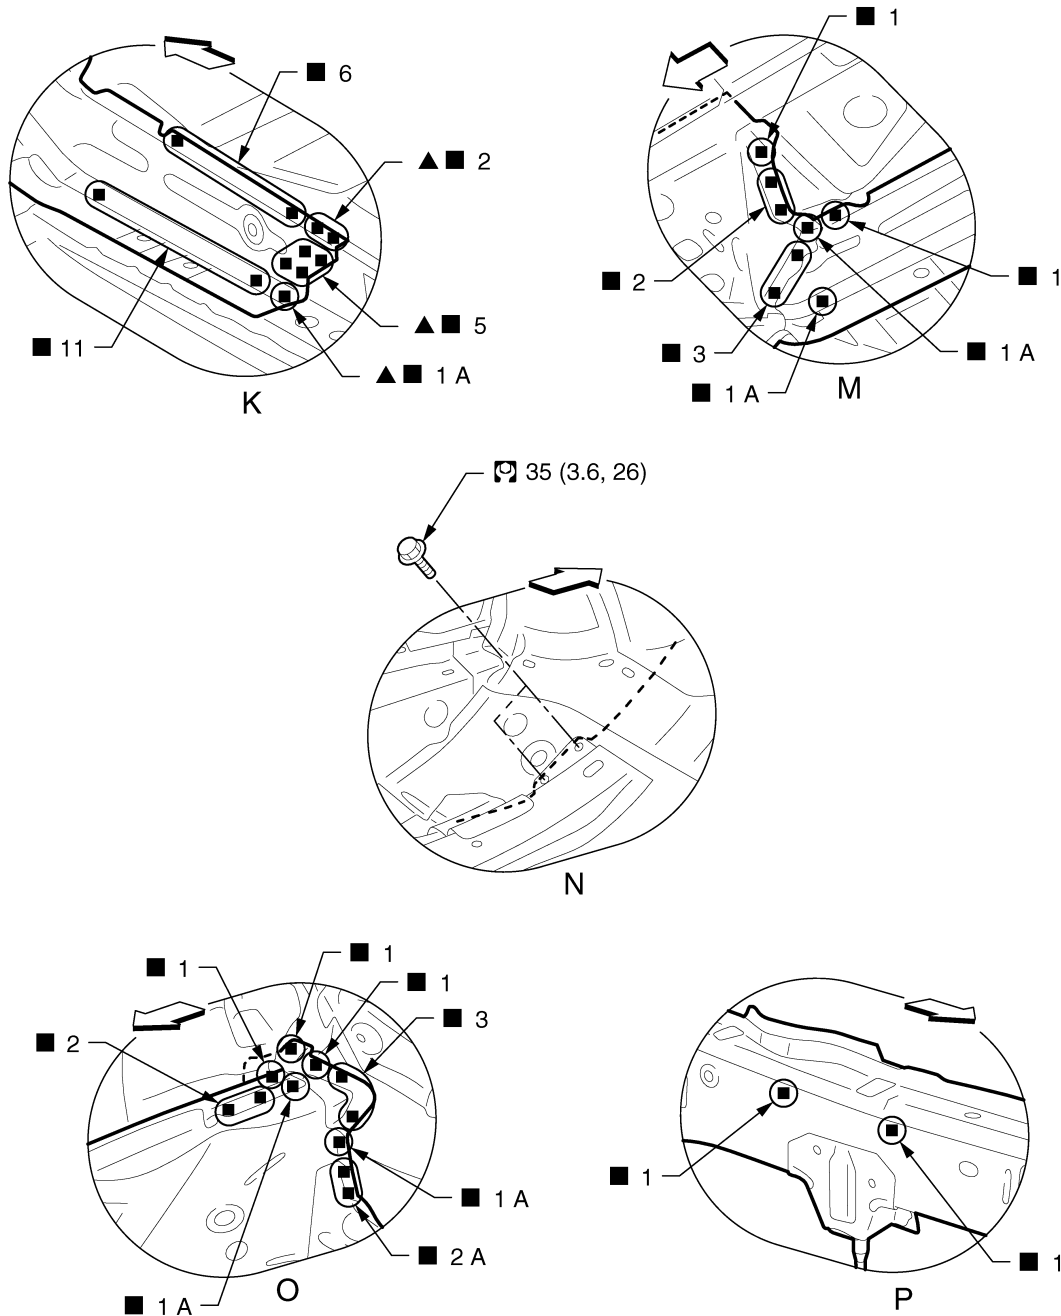 ■ 6
▲ ■ 2
▲ ■ 5
▲ ■ 1 A
■ 11
K
■ 1
■ 2
■ 1
■ 3
■ 1 A
■ 1 A
M
35 (3.6, 26)
N
■ 1
■ 1
■ 1
■ 3
■ 2
■ 1 A
■ 2 A
■ 1 A
O
■ 1
■ 1
P